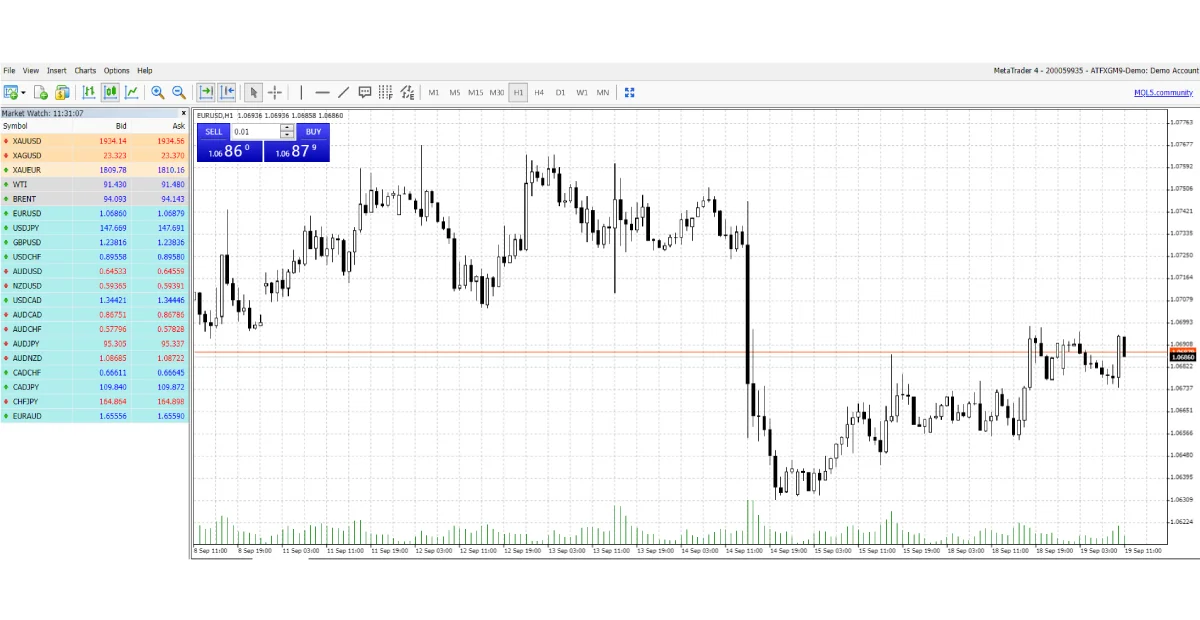 File View Insert Charts Options Help
MetaTrader 4 - 200059935 - ATFXGM9-Demo: Demo Account
M1 M5 M15 M30 H1 H4 D1 W1 MN
MQL5.community
Market Watch: 11:31:07 x
Symbol Bid Ask
XAUUSD 1934.14 1934.56
XAGUSD 23.323 23.370
XAUEUR 1809.78 1810.16
WTI 91.430 91.480
BRENT 94.093 94.143
EURUSD 1.06860 1.06879
USDJPY 147.669 147.691
GBPUSD 1.23816 1.23836
USDCHF 0.89558 0.89580
AUDUSD 0.64533 0.64559
NZDUSD 0.59365 0.59391
USDCAD 1.34421 1.34446
AUDCAD 0.86751 0.86786
AUDCHF 0.57796 0.57828
AUDJPY 95.305 95.337
AUDNZD 1.08685 1.08722
CADCHF 0.66611 0.66645
CADJPY 109.840 109.872
CHFJPY 164.864 164.898
EURAUD 1.65556 1.65590
EURUSD,H1 1.06936 1.06936 1.06858 1.06860
SELL 0.01 BUY
1.06 86 0 1.06 87 9
1.07763
1.07677
1.07592
1.07506
1.07421
1.07335
1.07250
1.07164
1.07079
1.06993
1.06908
1.06860
1.06822
1.06737
1.06651
1.06566
1.06480
1.06395
1.06309
1.06224
8 Sep 11:00 8 Sep 19:00 11 Sep 03:00 11 Sep 11:00 11 Sep 19:00 12 Sep 03:00 12 Sep 11:00 12 Sep 19:00 13 Sep 03:00 13 Sep 11:00 13 Sep 19:00 14 Sep 03:00 14 Sep 11:00 14 Sep 19:00 15 Sep 03:00 15 Sep 11:00 15 Sep 19:00 18 Sep 03:00 18 Sep 11:00 18 Sep 19:00 19 Sep 03:00 19 Sep 11:00